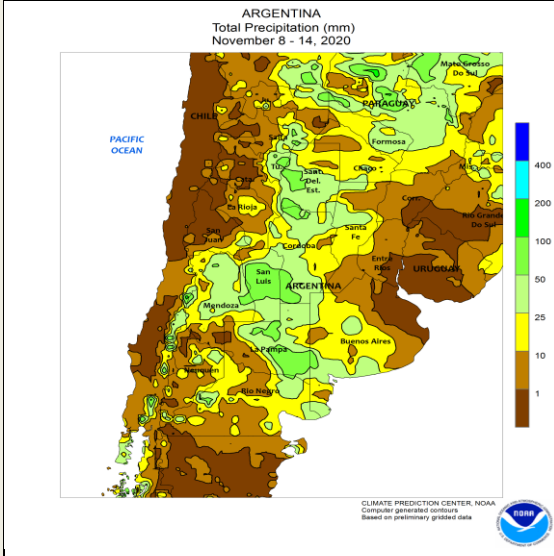 ARGENTINA
Total Precipitation (mm)
November 8 - 14, 2020
Mato Grosso
Do Sul
PARAGUAY
CHILE
PACIFIC
OCEAN
Salta
Formosa
Tu
Sant.
Del.
Est.
Chaco
Mis
Cata
La Rioja
Corr.
Rio Grande
Do Sul
San
Juan
Santa
Fe
Cordoba
Entre
Rios
URUGUAY
San
Luis
ARGENTINA
Mendoza
Buenos Aires
La Pampa
Neuquen
Rio Negro
400
200
100
50
25
10
1
CLIMATE PREDICTION CENTER, NOAA
Computer generated contours
Based on preliminary gridded data
NOAA